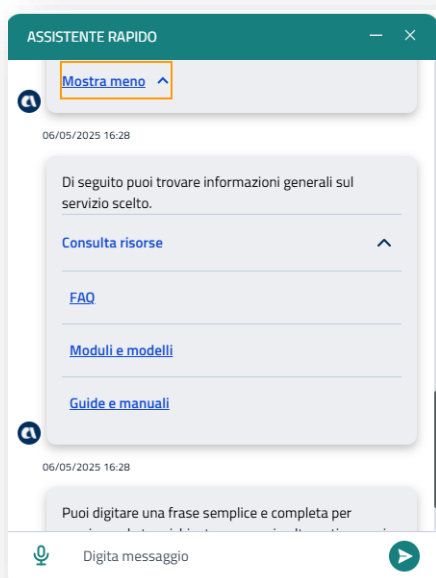 ASSISTENTE RAPIDO
Mostra meno
06/05/2025 16:28
Di seguito puoi trovare informazioni generali sul
servizio scelto.
Consulta risorse
FAQ
Moduli e modelli
Guide e manuali
06/05/2025 16:28
Puoi digitare una frase semplice e completa per
Digita messaggio